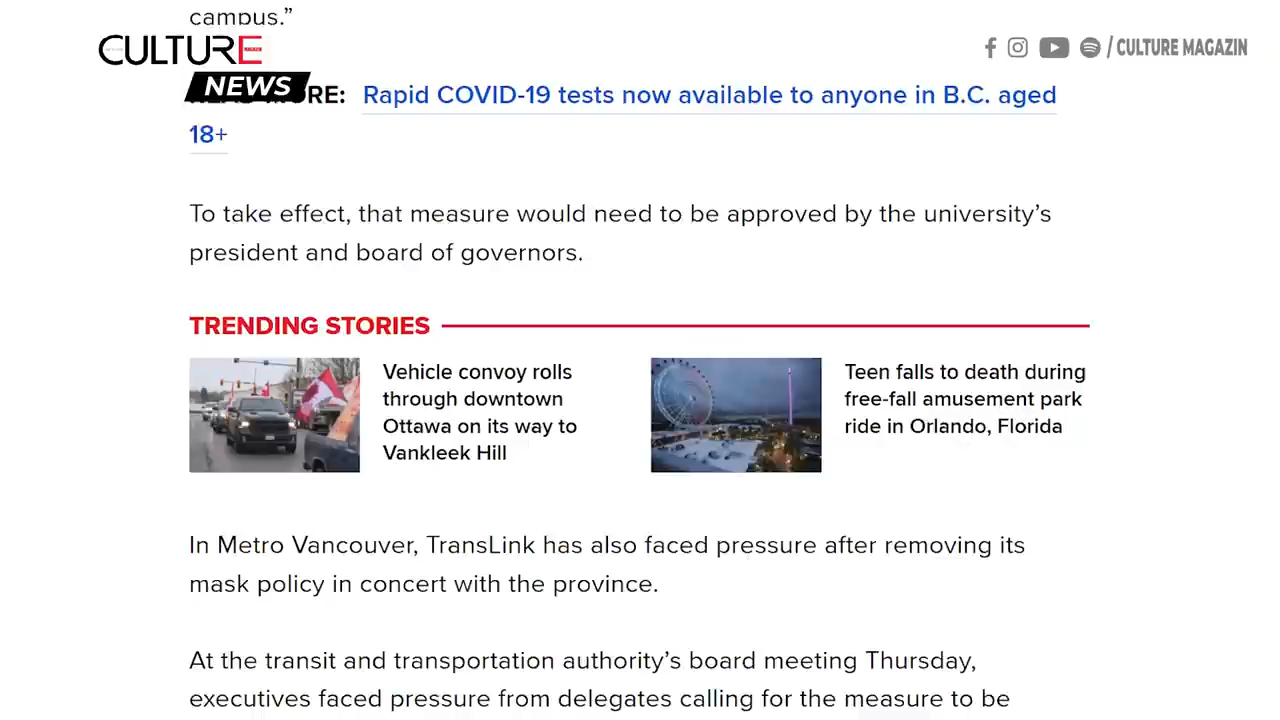 campus.”
CULTURE
NEWS
/ CULTURE MAGAZIN
RE: Rapid COVID-19 tests now available to anyone in B.C. aged
18+
To take effect, that measure would need to be approved by the university’s
president and board of governors.
TRENDING STORIES
Vehicle convoy rolls
through downtown
Ottawa on its way to
Vankleek Hill
Teen falls to death during
free-fall amusement park
ride in Orlando, Florida
In Metro Vancouver, TransLink has also faced pressure after removing its
mask policy in concert with the province.
At the transit and transportation authority’s board meeting Thursday,
executives faced pressure from delegates calling for the measure to be